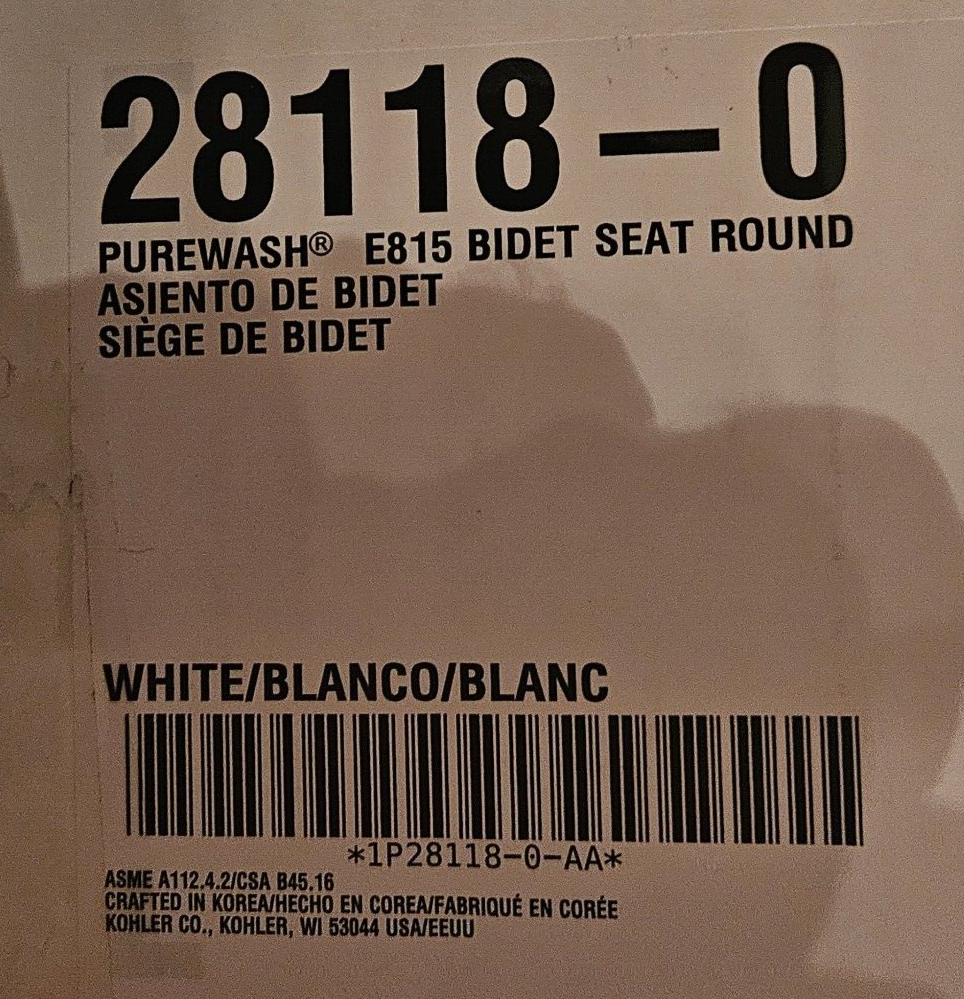 28118-0
PUREWASH® E815 BIDET SEAT ROUND
ASIENTO DE BIDET
SIÈGE DE BIDET
WHITE/BLANCO/BLANC
*1P28118-0-AA*
ASME A112.4.2/CSA B45.16
CRAFTED IN KOREA/HECHO EN COREA/FABRIQUÉ EN CORÉE
KOHLER CO., KOHLER, WI 53044 USA/EEUU